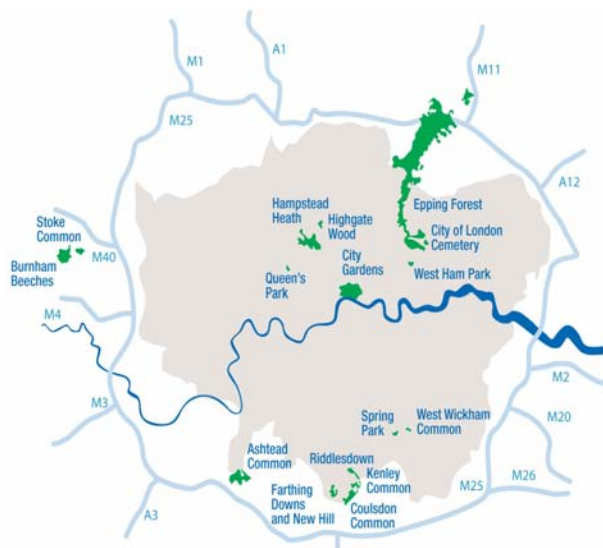 M1
A1
M11
M25
A12
Epping Forest
Hampstead
Heath
Highgate
Wood
Stoke
Common
City of London
Cemetery
M40
City
Gardens
Burnham
Beeches
Queen's
Park
West Ham Park
M4
M2
M3
Spring
Park
West Wickham
Common
M20
Ashtead
Common
Riddlesdown
Kenley
Common
M25
M26
Farthing
Downs
and New Hill
Coulsdon
Common
A3